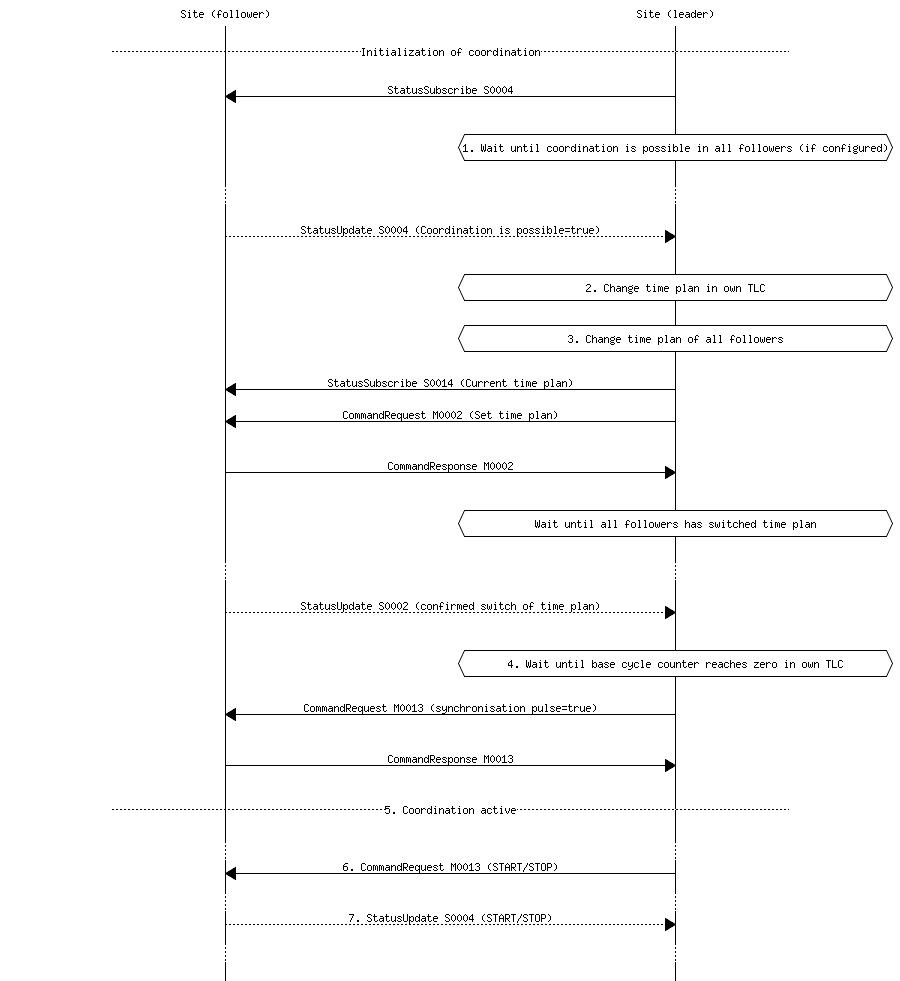 Site (follower)
Site (leader)
Initialization of coordination
StatusSubscribe S0004
1. Wait until coordination is possible in all followers (if configured)
StatusUpdate S0004 (Coordination is possible=true)
2. Change time plan in own TLC
3. Change time plan of all followers
StatusSubscribe S0014 (Current time plan)
CommandRequest M0002 (Set time plan)
CommandResponse M0002
Wait until all followers has switched time plan
StatusUpdate S0002 (confirmed switch of time plan)
4. Wait until base cycle counter reaches zero in own TLC
CommandRequest M0013 (synchronisation pulse=true)
CommandResponse M0013
5. Coordination active
6. CommandRequest M0013 (START/STOP)
7. StatusUpdate S0004 (START/STOP)